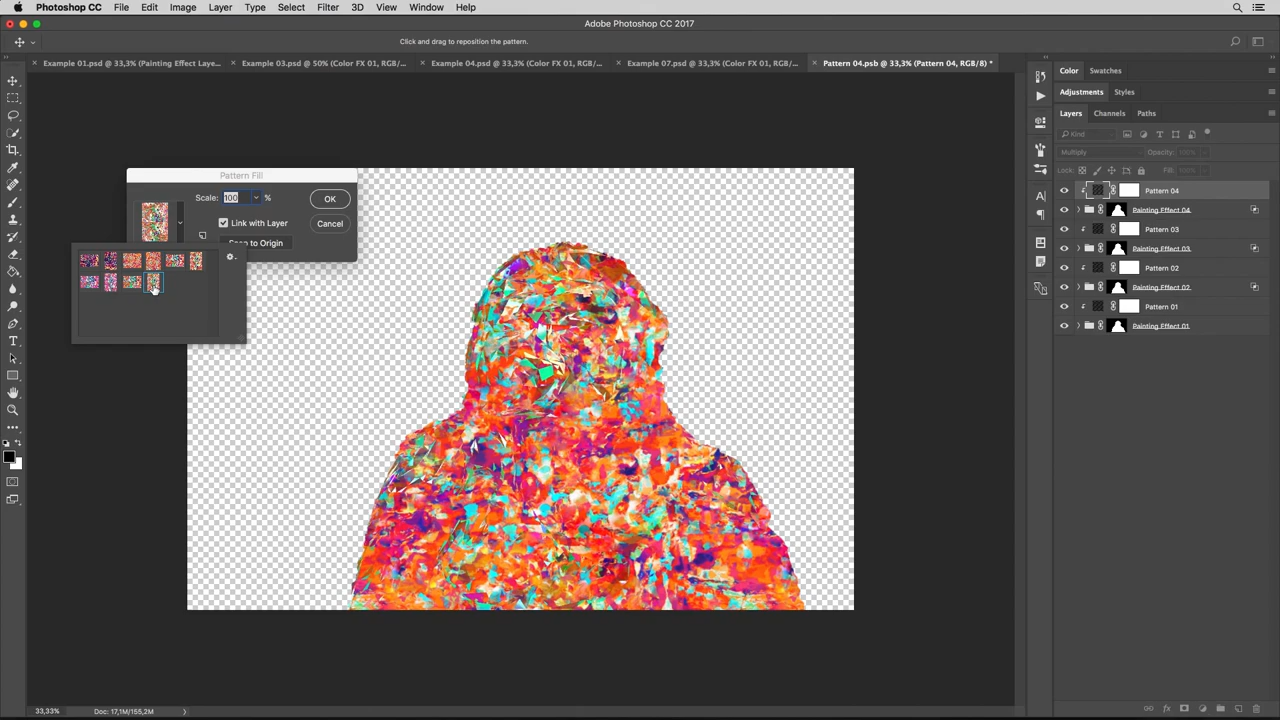 Photoshop CC File Edit Image Layer Type Select Filter 3D View Window Help
Adobe Photoshop CC 2017
Click and drag to reposition the pattern.
Example 01.psd @ 33,3% (Painting Effect Laye...
Example 03.psd @ 50% (Color FX 01, RGB/...
Example 04.psd @ 33,3% (Color FX 01, RGB/...
Example 07.psd @ 33,3% (Color FX 01, RGB/...
Pattern 04.psb @ 33,3% (Pattern 04, RGB/8) *
Color Swatches
Adjustments Styles
Layers Channels Paths
Kind
Multiply Opacity: 100%
Lock: Fill: 100%
Pattern 04
Painting Effect 04
Pattern 03
Painting Effect 03
Pattern 02
Painting Effect 02
Pattern 01
Painting Effect 01
Pattern Fill
Scale: 100 %
OK
Link with Layer
Cancel
Snap to Origin
33,33% Doc: 17,1M/155,2M